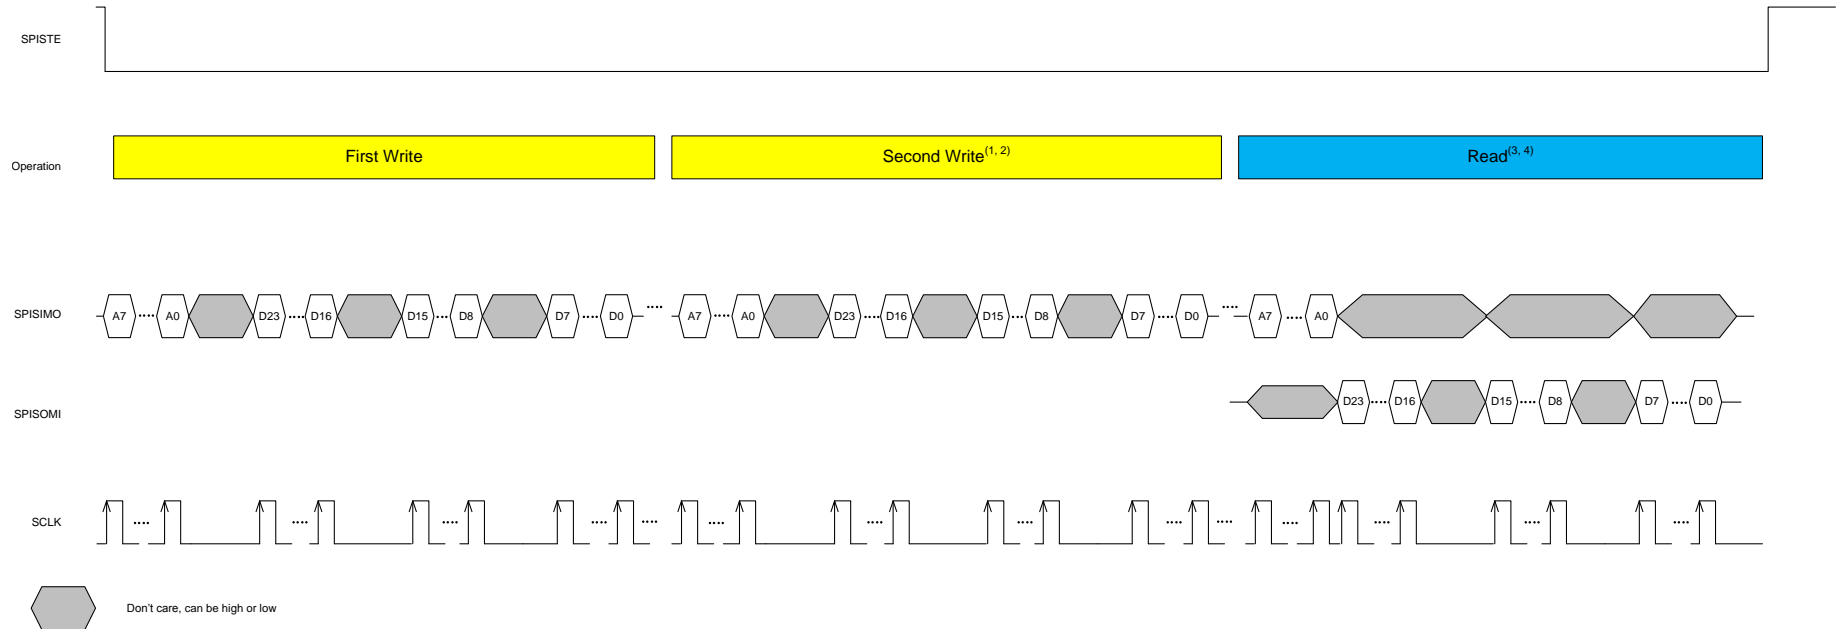 SPISTE
Operation
First Write
Second Write(1, 2)
Read(3, 4)
SPISIMO
A7 .... A0 D23 .... D16 D15 ... D8 D7 .... D0 .... A7 .... A0 D23 .... D16 D15 ... D8 D7 .... D0 .... A7 .... A0
SPISOMI
D23 .... D16 D15 .... D8 D7 .... D0
SCLK
.... .... .... .... .... .... .... .... .... .... .... .... .... ....
Don't care, can be high or low